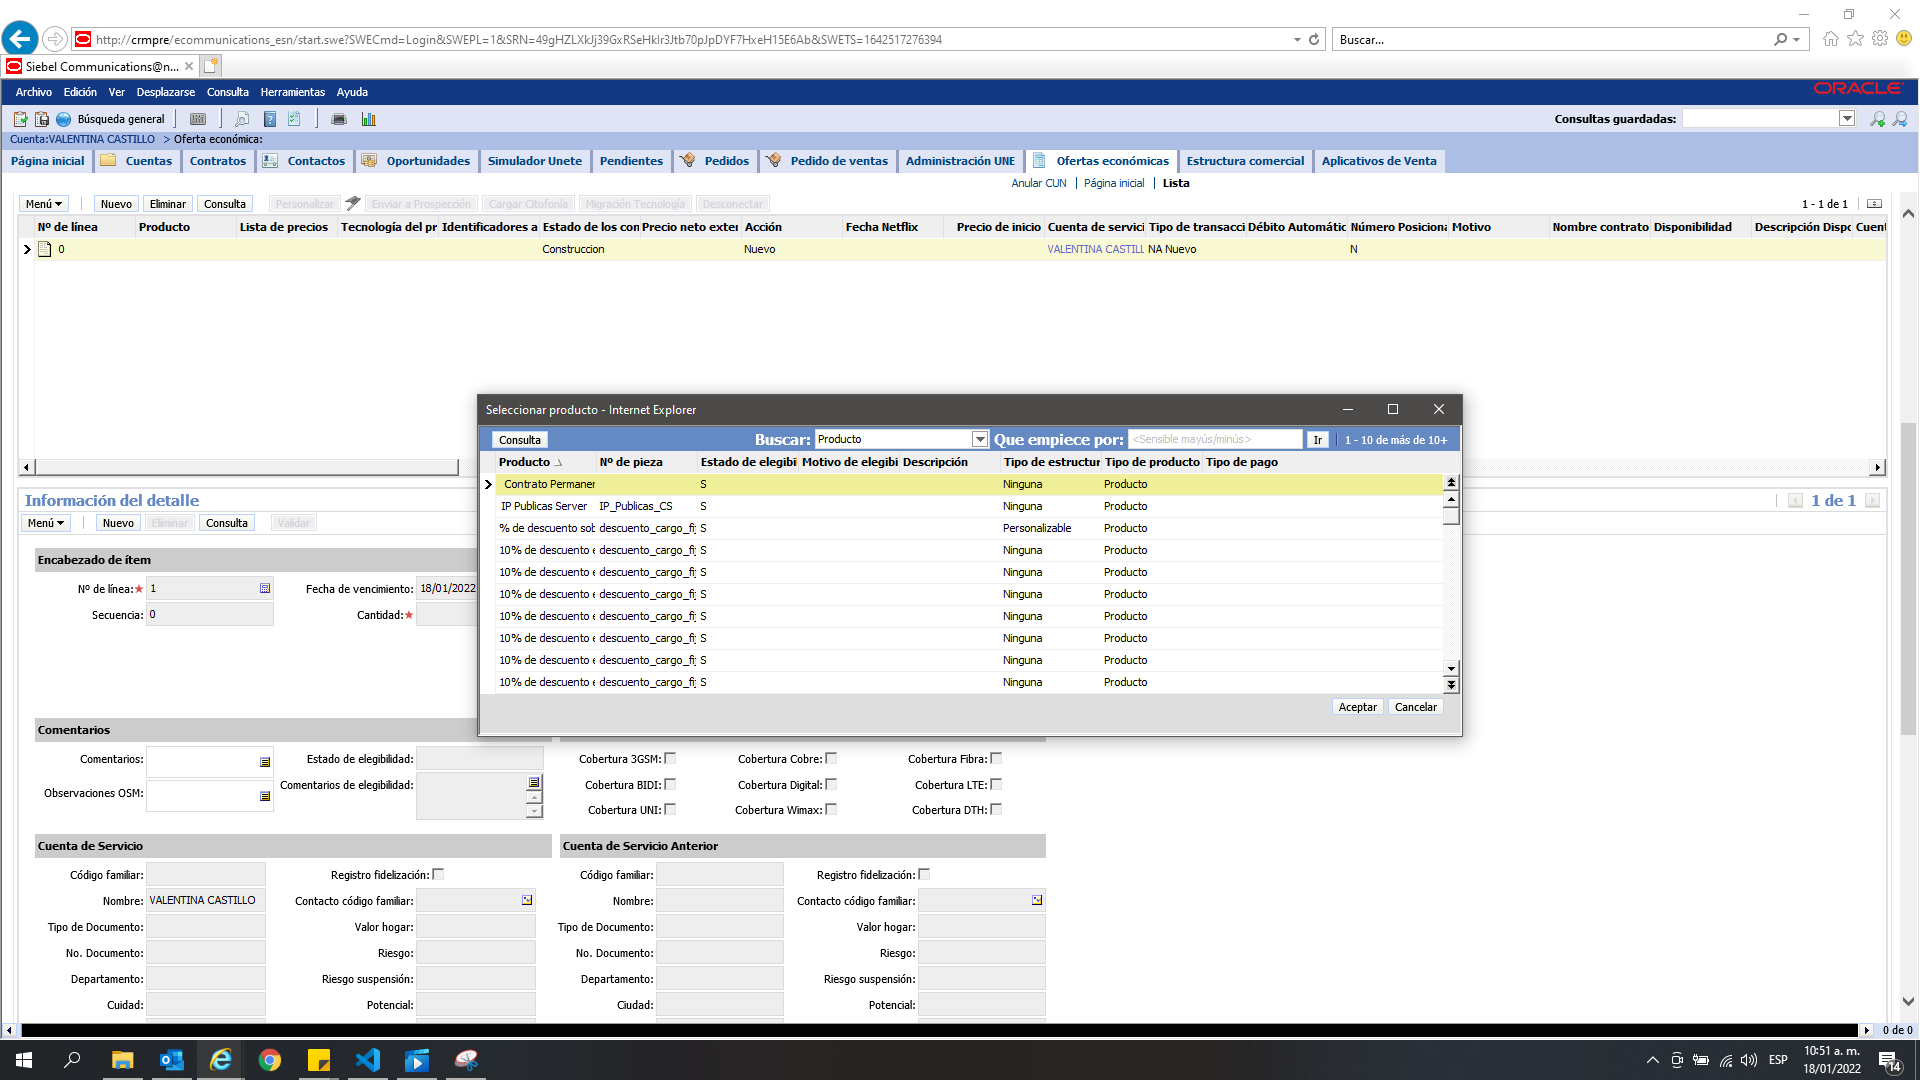 http://crmpre/ecommunications_esn/start.swe?SWECmd=Login&SWEPL=1&SRN=49gHZLXkJj39GxRSeHklr3Jtb70pJpDYF7HxeH15E6Ab&SWETS=1642517276394
Buscar...
Siebel Communications@n...
Archivo Edición Ver Desplazarse Consulta Herramientas Ayuda
ORACLE
Búsqueda general
Consultas guardadas:
Cuenta:VALENTINA CASTILLO > Oferta económica:
Página inicial Cuentas Contratos Contactos Oportunidades Simulador Unete Pendientes Pedidos Pedido de ventas Administración UNE Ofertas económicas Estructura comercial Aplicativos de Venta
Anular CUN | Página inicial | Lista
Menú Nuevo Eliminar Consulta Personalizar Enviar a Prospección Cargar Citofonía Migración Tecnología Desconectar 1 - 1 de 1
Nº de línea Producto Lista de precios Tecnología del pr Identificadores a Estado de los con Precio neto exter Acción Fecha Netflix Precio de inicio Cuenta de servici Tipo de transacci Débito Automátic Número Posiciona Motivo Nombre contrato Disponibilidad Descripción Dispo Cuent
0 Construccion Nuevo VALENTINA CASTILL NA Nuevo N
Seleccionar producto - Internet Explorer
Consulta Buscar: Producto Que empiece por: <Sensible mayús/minús> Ir 1 - 10 de más de 10+
Producto Nº de pieza Estado de elegibil Motivo de elegibi Descripción Tipo de estructur Tipo de producto Tipo de pago
Contrato Permaner S Ninguna Producto
IP Publicas Server IP_Publicas_CS S Ninguna Producto
% de descuento sob descuento_cargo_fij S Personalizable Producto
10% de descuento e descuento_cargo_fij S Ninguna Producto
10% de descuento e descuento_cargo_fij S Ninguna Producto
10% de descuento e descuento_cargo_fij S Ninguna Producto
10% de descuento e descuento_cargo_fij S Ninguna Producto
10% de descuento e descuento_cargo_fij S Ninguna Producto
10% de descuento e descuento_cargo_fij S Ninguna Producto
10% de descuento e descuento_cargo_fij S Ninguna Producto
Aceptar Cancelar
Información del detalle 1 de 1
Menú Nuevo Eliminar Consulta Validar
Encabezado de ítem
Nº de línea:★ 1 Fecha de vencimiento: 18/01/2022
Secuencia: 0 Cantidad:★
Comentarios
Comentarios: Estado de elegibilidad: Cobertura 3GSM: Cobertura Cobre: Cobertura Fibra:
Observaciones OSM: Comentarios de elegibilidad: Cobertura BIDI: Cobertura Digital: Cobertura LTE:
Cobertura UNI: Cobertura Wimax: Cobertura DTH:
Cuenta de Servicio Cuenta de Servicio Anterior
Código familiar: Registro fidelización: Código familiar: Registro fidelización:
Nombre: VALENTINA CASTILLO Contacto código familiar: Nombre: Contacto código familiar:
Tipo de Documento: Valor hogar: Tipo de Documento: Valor hogar:
No. Documento: Riesgo: No. Documento: Riesgo:
Departamento: Riesgo suspensión: Departamento: Riesgo suspensión:
Cuidad: Potencial: Ciudad: Potencial:
0 de 0
ESP 10:51 a. m.
18/01/2022
14